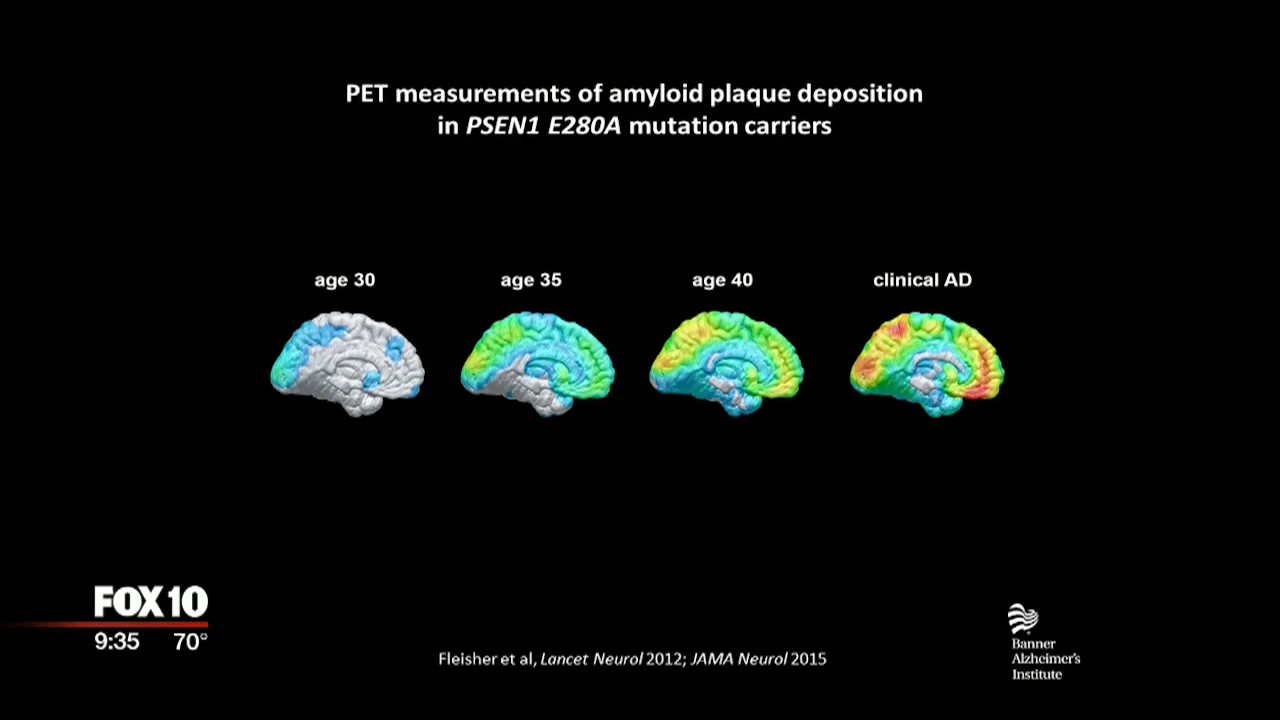 PET measurements of amyloid plaque deposition
in PSEN1 E280A mutation carriers
age 30
age 35
age 40
clinical AD
FOX 10
9:35 70°
Fleisher et al, Lancet Neurol 2012; JAMA Neurol 2015
Banner
Alzheimer's
Institute